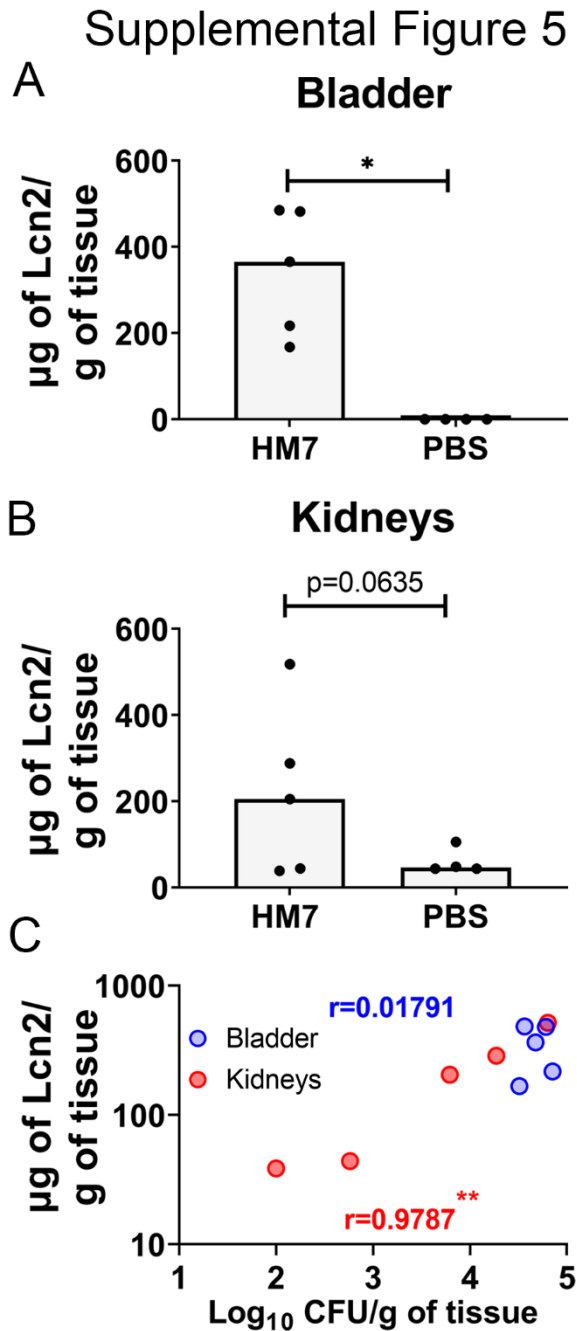 Supplemental Figure 5
A
Bladder
µg of Lcn2/
g of tissue
600
400
200
0
*
HM7
PBS
B
Kidneys
µg of Lcn2/
g of tissue
p=0.0635
600
400
200
0
HM7
PBS
C
µg of Lcn2/
g of tissue
1000
100
10
r=0.01791
Bladder
Kidneys
r=0.9787**
1
2
3
4
5
Log₁₀ CFU/g of tissue